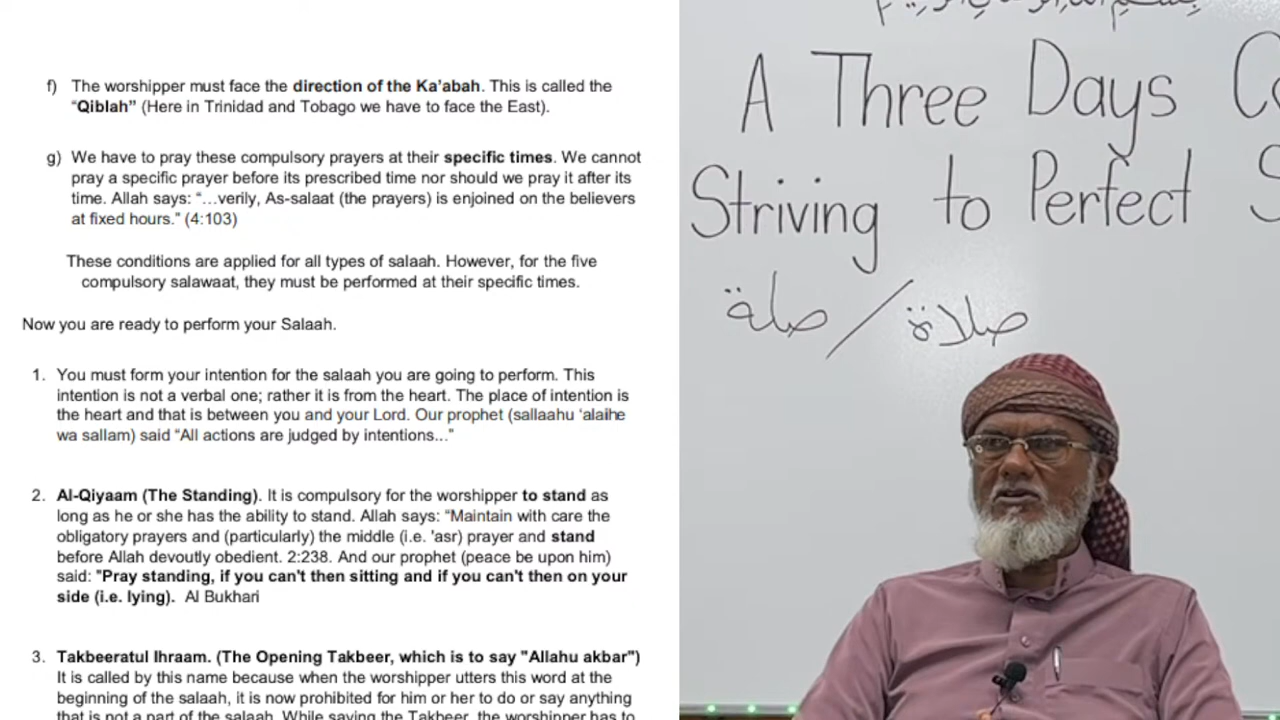 f) The worshipper must face the direction of the Ka'abah. This is called the
"Qiblah" (Here in Trinidad and Tobago we have to face the East).
g) We have to pray these compulsory prayers at their specific times. We cannot
pray a specific prayer before its prescribed time nor should we pray it after its
time. Allah says: "…verily, As-salaat (the prayers) is enjoined on the believers
at fixed hours." (4:103)
These conditions are applied for all types of salaah. However, for the five
compulsory salawaat, they must be performed at their specific times.
Now you are ready to perform your Salaah.
1. You must form your intention for the salaah you are going to perform. This
intention is not a verbal one; rather it is from the heart. The place of intention is
the heart and that is between you and your Lord. Our prophet (sallaahu 'alaihe
wa sallam) said "All actions are judged by intentions..."
2. Al-Qiyaam (The Standing). It is compulsory for the worshipper to stand as
long as he or she has the ability to stand. Allah says: "Maintain with care the
obligatory prayers and (particularly) the middle (i.e. 'asr) prayer and stand
before Allah devoutly obedient. 2:238. And our prophet (peace be upon him)
said: "Pray standing, if you can't then sitting and if you can't then on your
side (i.e. lying). Al Bukhari
3. Takbeeratul Ihraam. (The Opening Takbeer, which is to say "Allahu akbar")
It is called by this name because when the worshipper utters this word at the
beginning of the salaah, it is now prohibited for him or her to do or say anything
that is not a part of the salaah. While saying the Takbeer, the worshipper has to
A Three Days
Striving to Perfect
صلاة / صلة